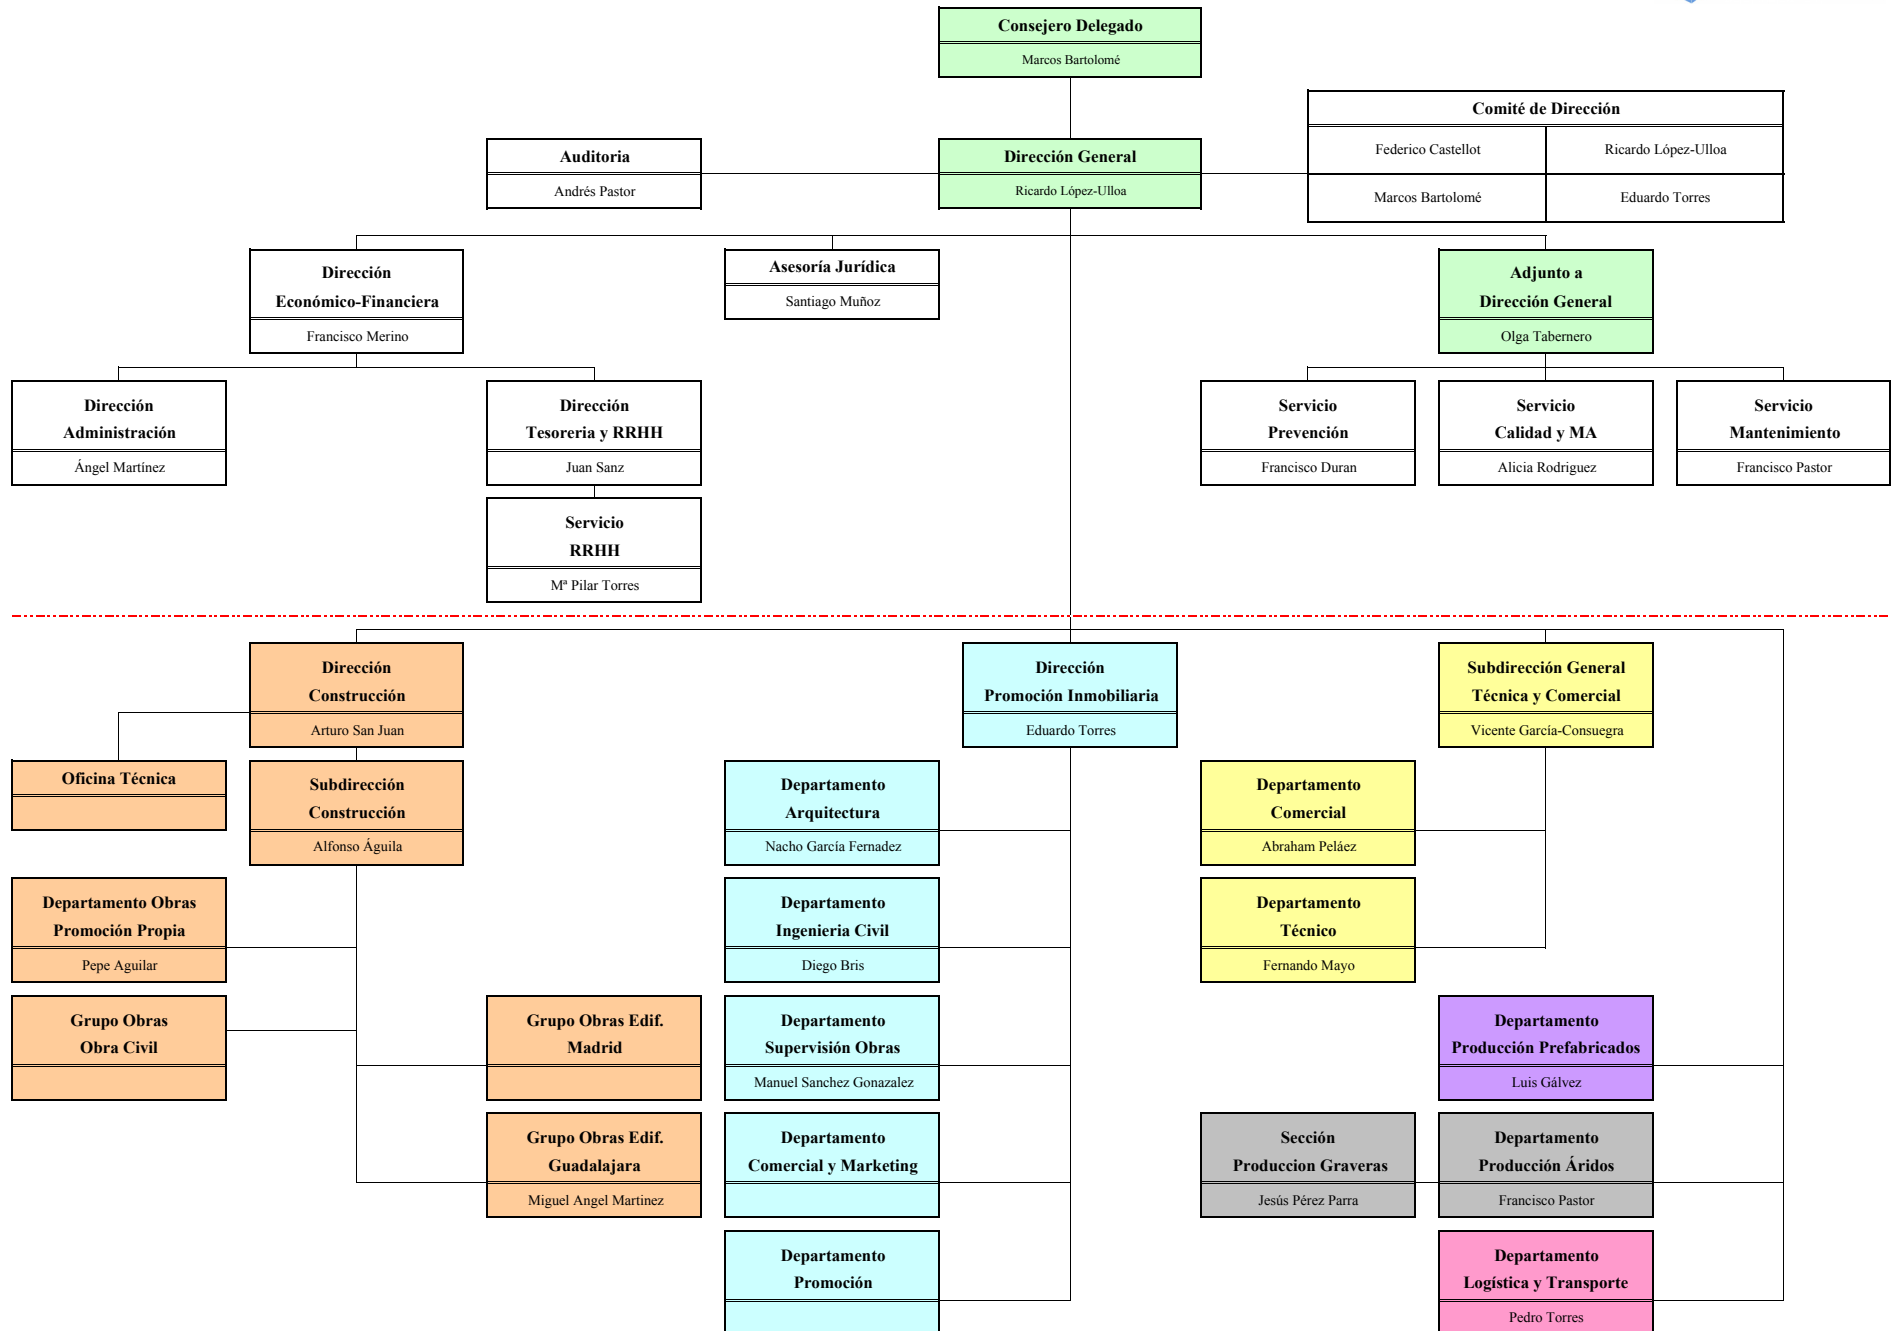 Consejero Delegado
Marcos Bartolomé
Comité de Dirección
Federico Castellot
Ricardo López-Ulloa
Marcos Bartolomé
Eduardo Torres
Auditoria
Andrés Pastor
Dirección General
Ricardo López-Ulloa
Dirección
Económico-Financiera
Francisco Merino
Asesoría Jurídica
Santiago Muñoz
Adjunto a
Dirección General
Olga Tabernero
Dirección
Administración
Ángel Martínez
Dirección
Tesoreria y RRHH
Juan Sanz
Servicio
Prevención
Francisco Duran
Servicio
Calidad y MA
Alicia Rodriguez
Servicio
Mantenimiento
Francisco Pastor
Servicio
RRHH
Mª Pilar Torres
Dirección
Construcción
Arturo San Juan
Dirección
Promoción Inmobiliaria
Eduardo Torres
Subdirección General
Técnica y Comercial
Vicente García-Consuegra
Oficina Técnica
Subdirección
Construcción
Alfonso Águila
Departamento
Arquitectura
Nacho García Fernadez
Departamento
Comercial
Abraham Peláez
Departamento Obras
Promoción Propia
Pepe Aguilar
Departamento
Ingenieria Civil
Diego Bris
Departamento
Técnico
Fernando Mayo
Grupo Obras
Obra Civil
Grupo Obras Edif.
Madrid
Departamento
Supervisión Obras
Manuel Sanchez Gonazalez
Departamento
Producción Prefabricados
Luis Gálvez
Grupo Obras Edif.
Guadalajara
Miguel Angel Martinez
Departamento
Comercial y Marketing
Sección
Produccion Graveras
Jesús Pérez Parra
Departamento
Producción Áridos
Francisco Pastor
Departamento
Promoción
Departamento
Logística y Transporte
Pedro Torres